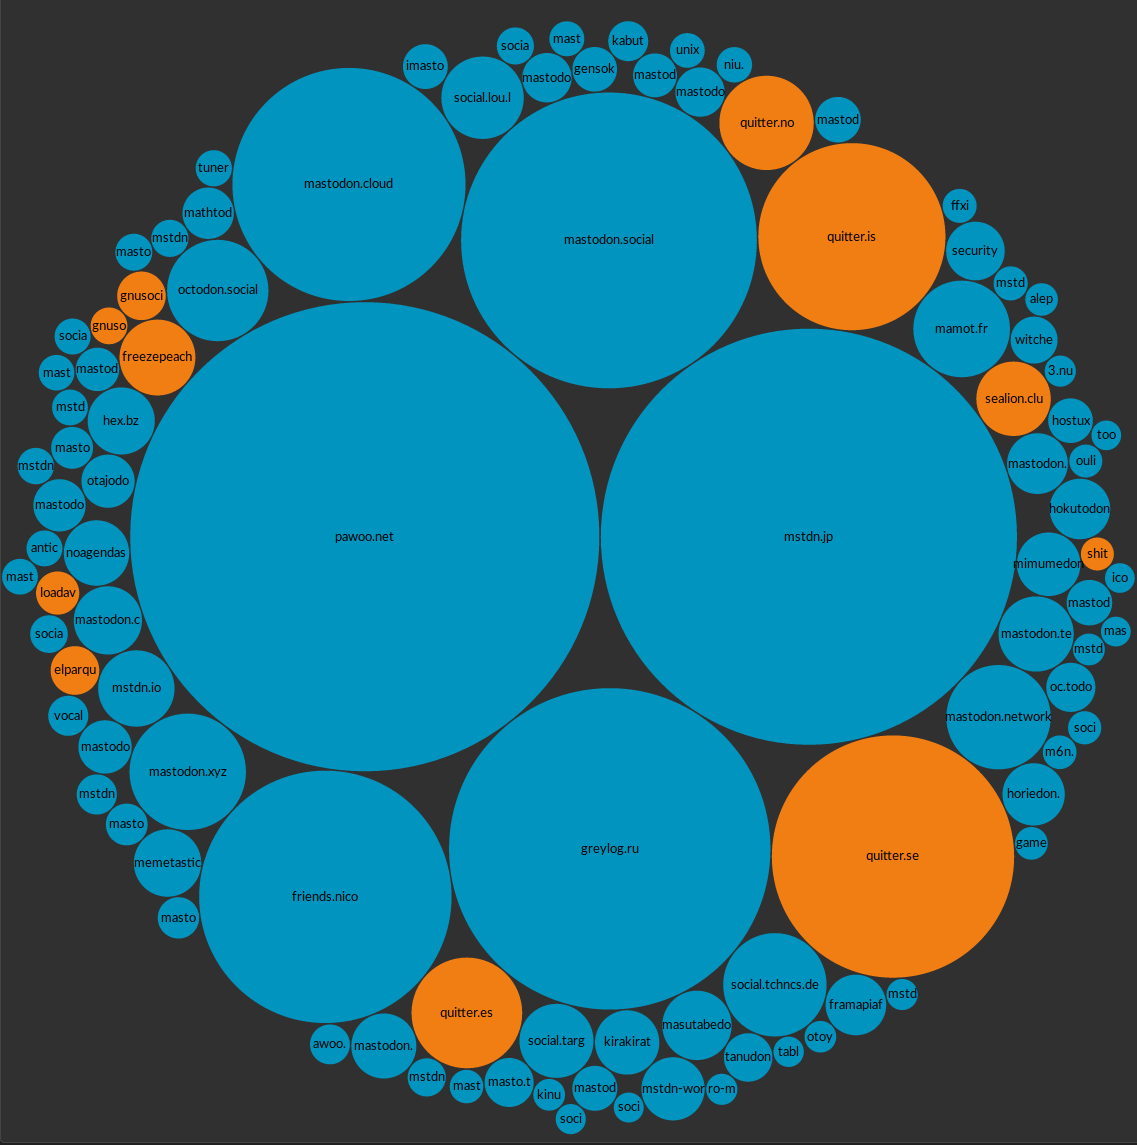 kabut
mast
socia
unix
niu.
imasto
gensok
mastod
mastodo
mastodo
social.lou.l
mastod
quitter.no
tuner
mastodon.cloud
ffxi
mathtod
quitter.is
mstdn
mastodon.social
masto
security
mstd
octodon.social
gnusoci
alep
gnuso
mamot.fr
socia
witche
freezepeach
mastod
3.nu
mast
sealion.clu
mstd
hex.bz
hostux
too
masto
ouli
mastodon.
mstdn
otajodo
mastodo
hokutodon
pawoo.net
mstdn.jp
antic
noagendas
shit
mimumedon
mast
ico
loadav
mastod
mastodon.c
mas
socia
mastodon.te
mstd
elparqu
mstdn.io
oc.todo
vocal
mastodon.network
soci
mastodo
m6n.
mastodon.xyz
mstdn
horiedon.
masto
game
greylog.ru
quitter.se
memetastic
friends.nico
masto
social.tchncs.de
mstd
framapiaf
quitter.es
masutabedo
otoy
social.targ
kirakirat
awoo.
mastodon.
tabl
tanudon
mstdn
masto.t
mast
mastod
mstdn-wor
ro-m
kinu
soci
soci